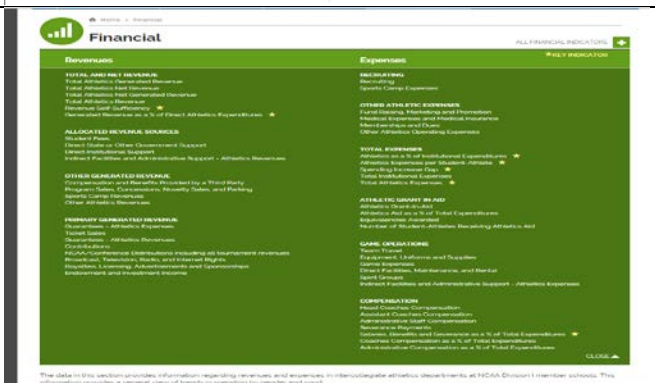 Home > Financial
Financial
ALL FINANCIAL INDICATORS
★KEY INDICATOR
Revenues
TOTAL AND NET REVENUE
Total Athletics Generated Revenue
Total Athletics Net Revenue
Total Athletics Net Generated Revenue
Total Athletics Revenue
Revenue Self-Sufficiency ★
Generated Revenue as a % of Direct Athletics Expenditures ★
ALLOCATED REVENUE SOURCES
Student Fees
Direct State or Other Government Support
Direct Institutional Support
Indirect Facilities and Administrative Support - Athletics Revenues
OTHER GENERATED REVENUE
Compensation and Benefits Provided by a Third Party
Program Sales, Concessions, Novelty Sales, and Parking
Sports Camp Revenues
Other Athletics Revenues
PRIMARY GENERATED REVENUE
Guarantees - Athletics Expenses
Ticket Sales
Guarantees - Athletics Revenues
Contributions
NCAA/Conference Distributions including all tournament revenues
Broadcast, Television, Radio, and Internet Rights
Royalties, Licensing, Advertisements and Sponsorships
Endowment and Investment Income
Expenses
RECRUITING
Recruiting
Sports Camp Expenses
OTHER ATHLETIC EXPENSES
Fund Raising, Marketing and Promotion
Medical Expenses and Medical Insurance
Memberships and Dues
Other Athletics Operating Expenses
TOTAL EXPENSES
Athletics as a % of Institutional Expenditures ★
Athletics Expenses per Student-Athlete ★
Spending Increase Gap ★
Total Institutional Expenses
Total Athletics Expenses ★
ATHLETIC GRANT IN AID
Athletics Grant-in-Aid
Athletics Aid as a % of Total Expenditures
Equivalencies Awarded
Number of Student-Athletes Receiving Athletics Aid
GAME OPERATIONS
Team Travel
Equipment, Uniforms and Supplies
Game Expenses
Direct Facilities, Maintenance, and Rental
Spirit Groups
Indirect Facilities and Administrative Support - Athletics Expenses
COMPENSATION
Head Coaches Compensation
Assistant Coaches Compensation
Administrative Staff Compensation
Severance Payments
Salaries, Benefits and Severance as a % of Total Expenditures ★
Coaches Compensation as a % of Total Expenditures
Administrative Compensation as a % of Total Expenditures
CLOSE ▲
The data in this section provides information regarding revenues and expenses in intercollegiate athletics departments at NCAA Division I member schools. This